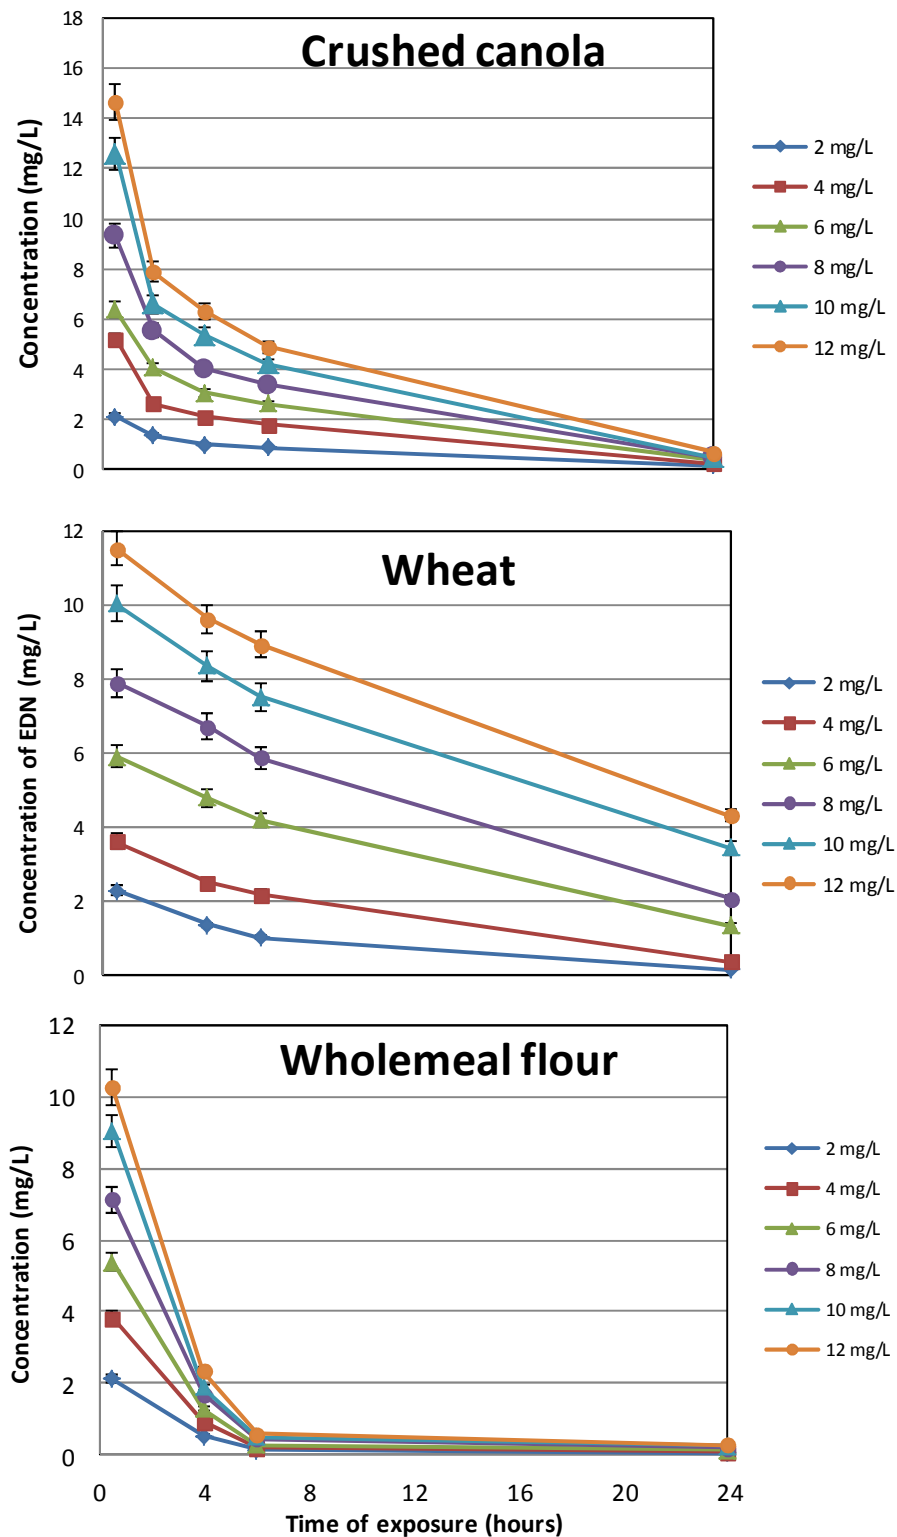 Crushed canola
Concentration (mg/L)
18
16
14
12
10
8
6
4
2
0
2 mg/L
4 mg/L
6 mg/L
8 mg/L
10 mg/L
12 mg/L
Wheat
Concentration of EDN (mg/L)
12
10
8
6
4
2
0
2 mg/L
4 mg/L
6 mg/L
8 mg/L
10 mg/L
12 mg/L
Wholemeal flour
Concentration (mg/L)
12
10
8
6
4
2
0
2 mg/L
4 mg/L
6 mg/L
8 mg/L
10 mg/L
12 mg/L
0 4 8 12 16 20 24
Time of exposure (hours)